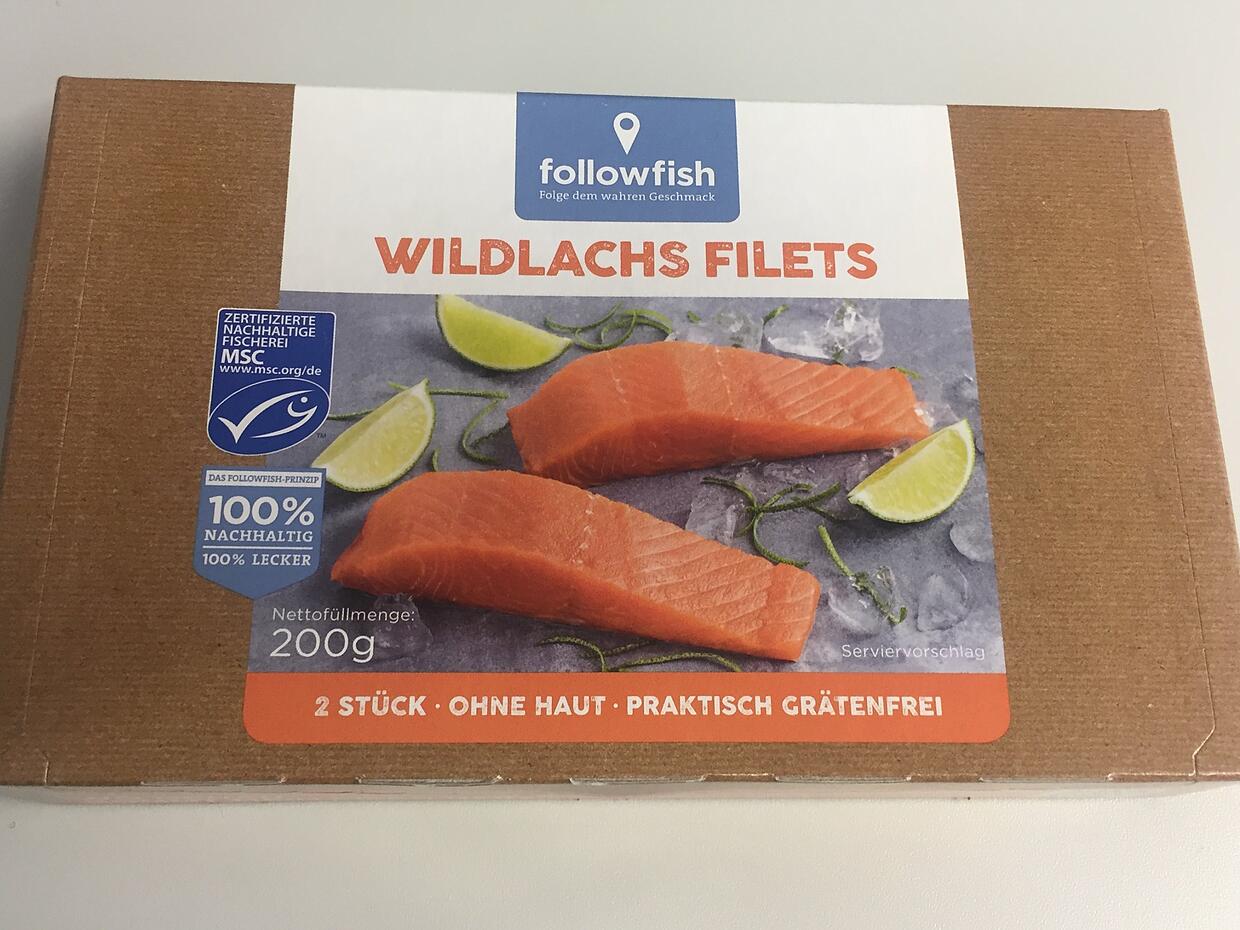 followfish
Folge dem wahren Geschmack
WILDLACHS FILETS
ZERTIFIZIERTE
NACHHALTIGE
FISCHEREI
MSC
www.msc.org/de
TM
DAS FOLLOWFISH-PRINZIP
100%
NACHHALTIG
100% LECKER
Nettofüllmenge:
200g
Serviervorschlag
2 STÜCK · OHNE HAUT · PRAKTISCH GRÄTENFREI